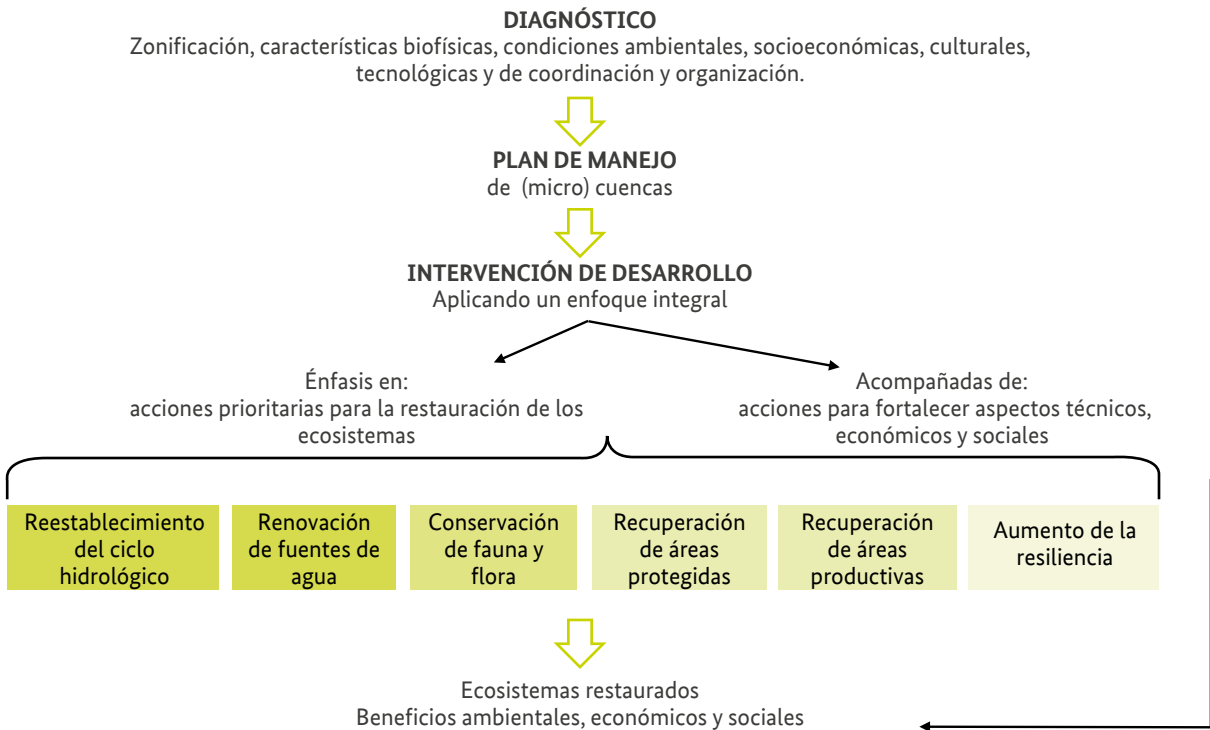 DIAGNÓSTICO
Zonificación, características biofísicas, condiciones ambientales, socioeconómicas, culturales,
tecnológicas y de coordinación y organización.
PLAN DE MANEJO
de (micro) cuencas
INTERVENCIÓN DE DESARROLLO
Aplicando un enfoque integral
Énfasis en:
acciones prioritarias para la restauración de los
ecosistemas
Acompañadas de:
acciones para fortalecer aspectos técnicos,
económicos y sociales
Reestablecimiento
del ciclo
hidrológico
Renovación
de fuentes de
agua
Conservación
de fauna y
flora
Recuperación
de áreas
protegidas
Recuperación
de áreas
productivas
Aumento de la
resiliencia
Ecosistemas restaurados
Beneficios ambientales, económicos y sociales